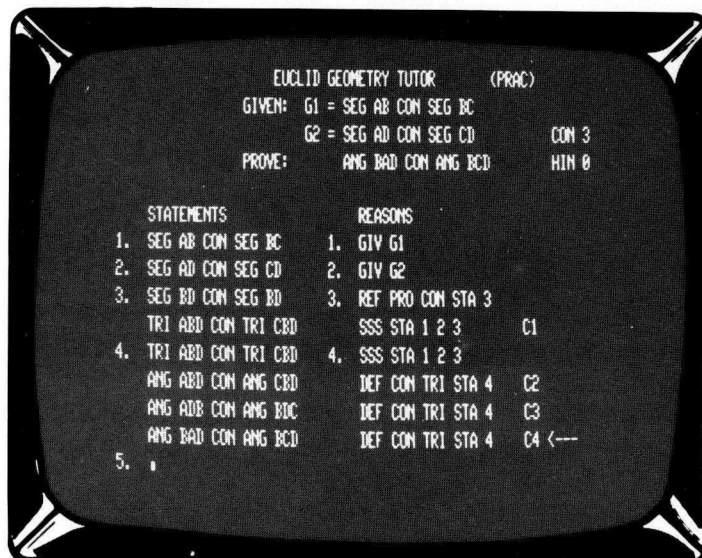 EUCLID GEOMETRY TUTOR (PRAC)
GIVEN: G1 = SEG AB CON SEG BC
G2 = SEG AD CON SEG CD CON 3
PROVE: ANG BAD CON ANG BCD HIN 0
STATEMENTS REASONS
1. SEG AB CON SEG BC 1. GIV G1
2. SEG AD CON SEG CD 2. GIV G2
3. SEG BD CON SEG BD 3. REF PRO CON STA 3
TRI ABD CON TRI CBD SSS STA 1 2 3 C1
4. TRI ABD CON TRI CBD 4. SSS STA 1 2 3
ANG ABD CON ANG CBD DEF CON TRI STA 4 C2
ANG ADB CON ANG BDC DEF CON TRI STA 4 C3
ANG BAD CON ANG BCD DEF CON TRI STA 4 C4 <---
5.